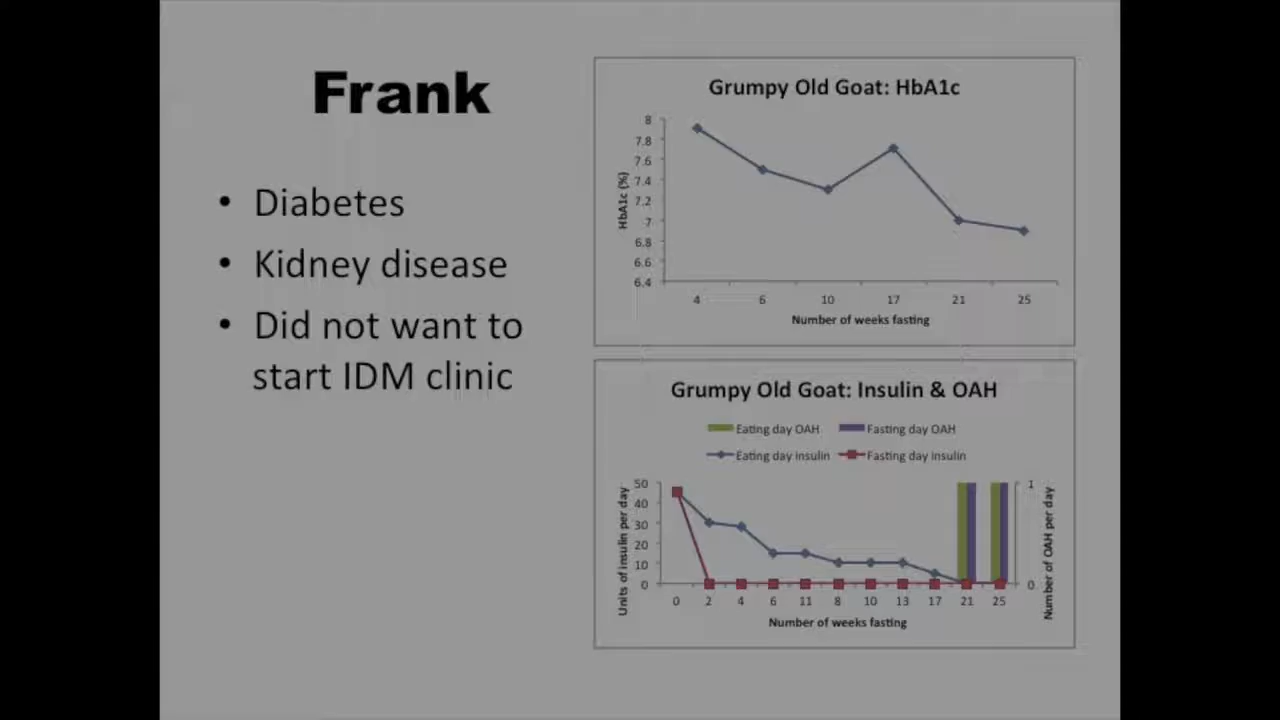 Frank
• Diabetes
• Kidney disease
• Did not want to
start IDM clinic
Grumpy Old Goat: HbA1c
HbA1c (%)
8
7.8
7.6
7.4
7.2
7
6.8
6.6
6.4
4 6 10 17 21 25
Number of weeks fasting
Grumpy Old Goat: Insulin & OAH
Eating day OAH Fasting day OAH
Eating day insulin Fasting day insulin
Units of insulin per day
50
40
30
20
10
0
1
0
Number of OAH per day
0 2 4 6 11 8 10 13 17 21 25
Number of weeks fasting